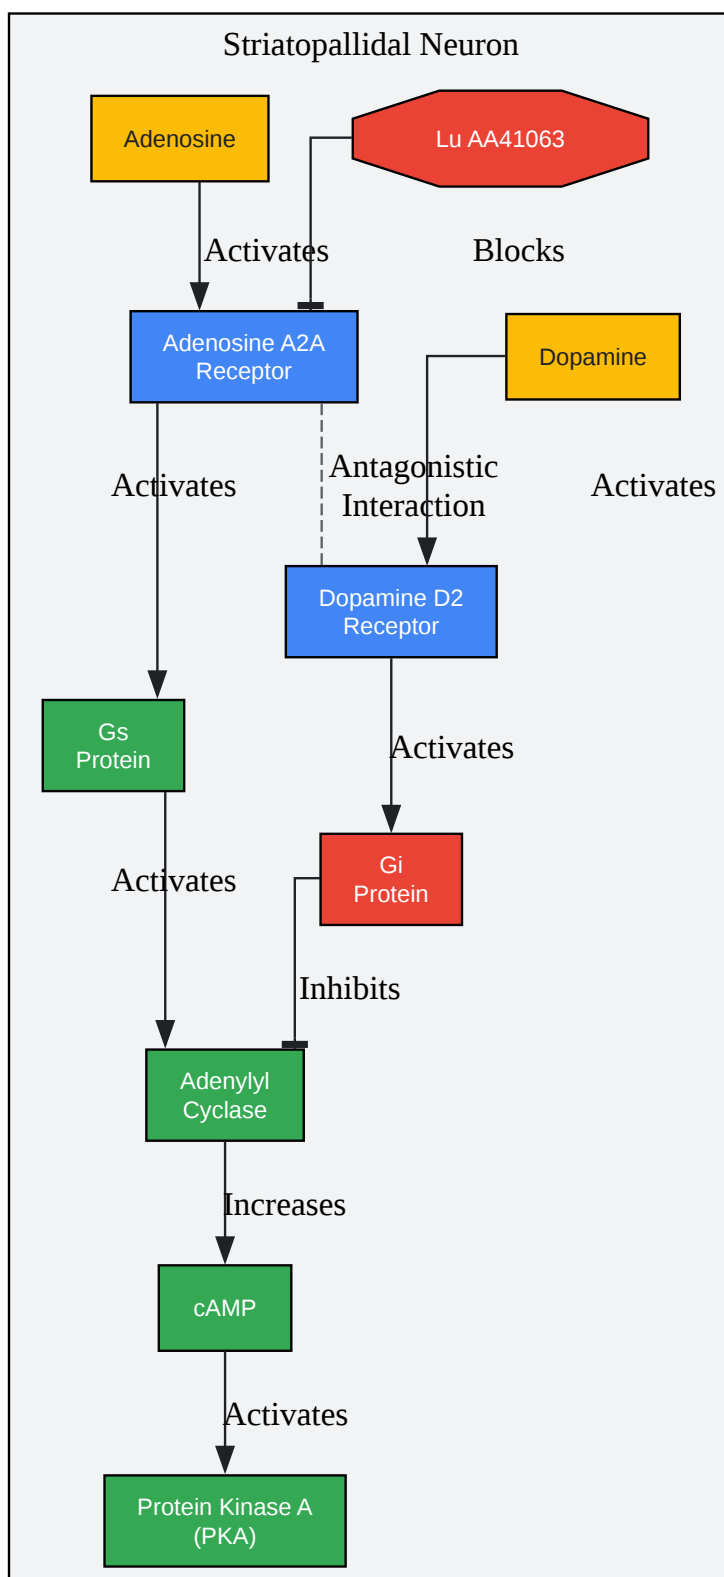 Striatopallidal Neuron
Adenosine
Lu AA41063
Activates
Blocks
Adenosine A2A
Receptor
Dopamine
Activates
Antagonistic
Interaction
Activates
Dopamine D2
Receptor
Gs
Protein
Activates
Gi
Protein
Activates
Inhibits
Adenylyl
Cyclase
Increases
cAMP
Activates
Protein Kinase A
(PKA)